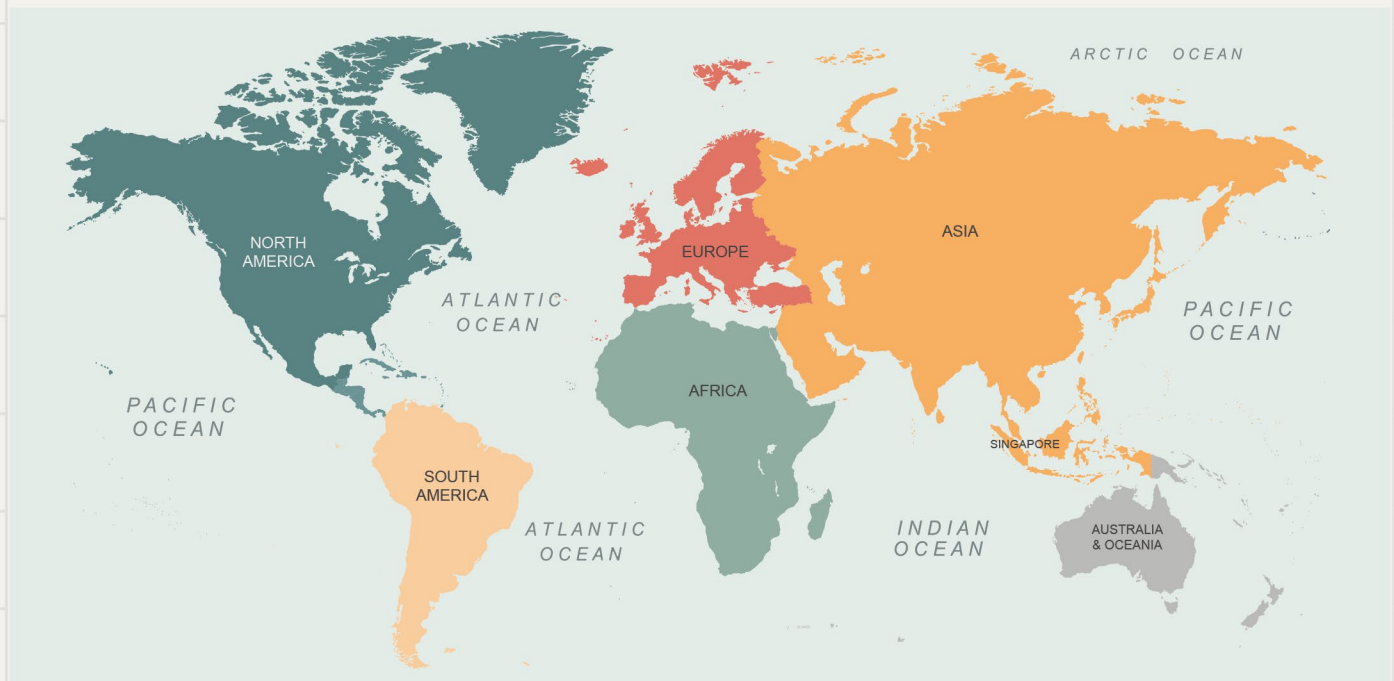 ARCTIC OCEAN
NORTH
AMERICA
EUROPE
ASIA
ATLANTIC
OCEAN
PACIFIC
OCEAN
AFRICA
PACIFIC
OCEAN
SINGAPORE
SOUTH
AMERICA
ATLANTIC
OCEAN
INDIAN
OCEAN
AUSTRALIA
& OCEANIA